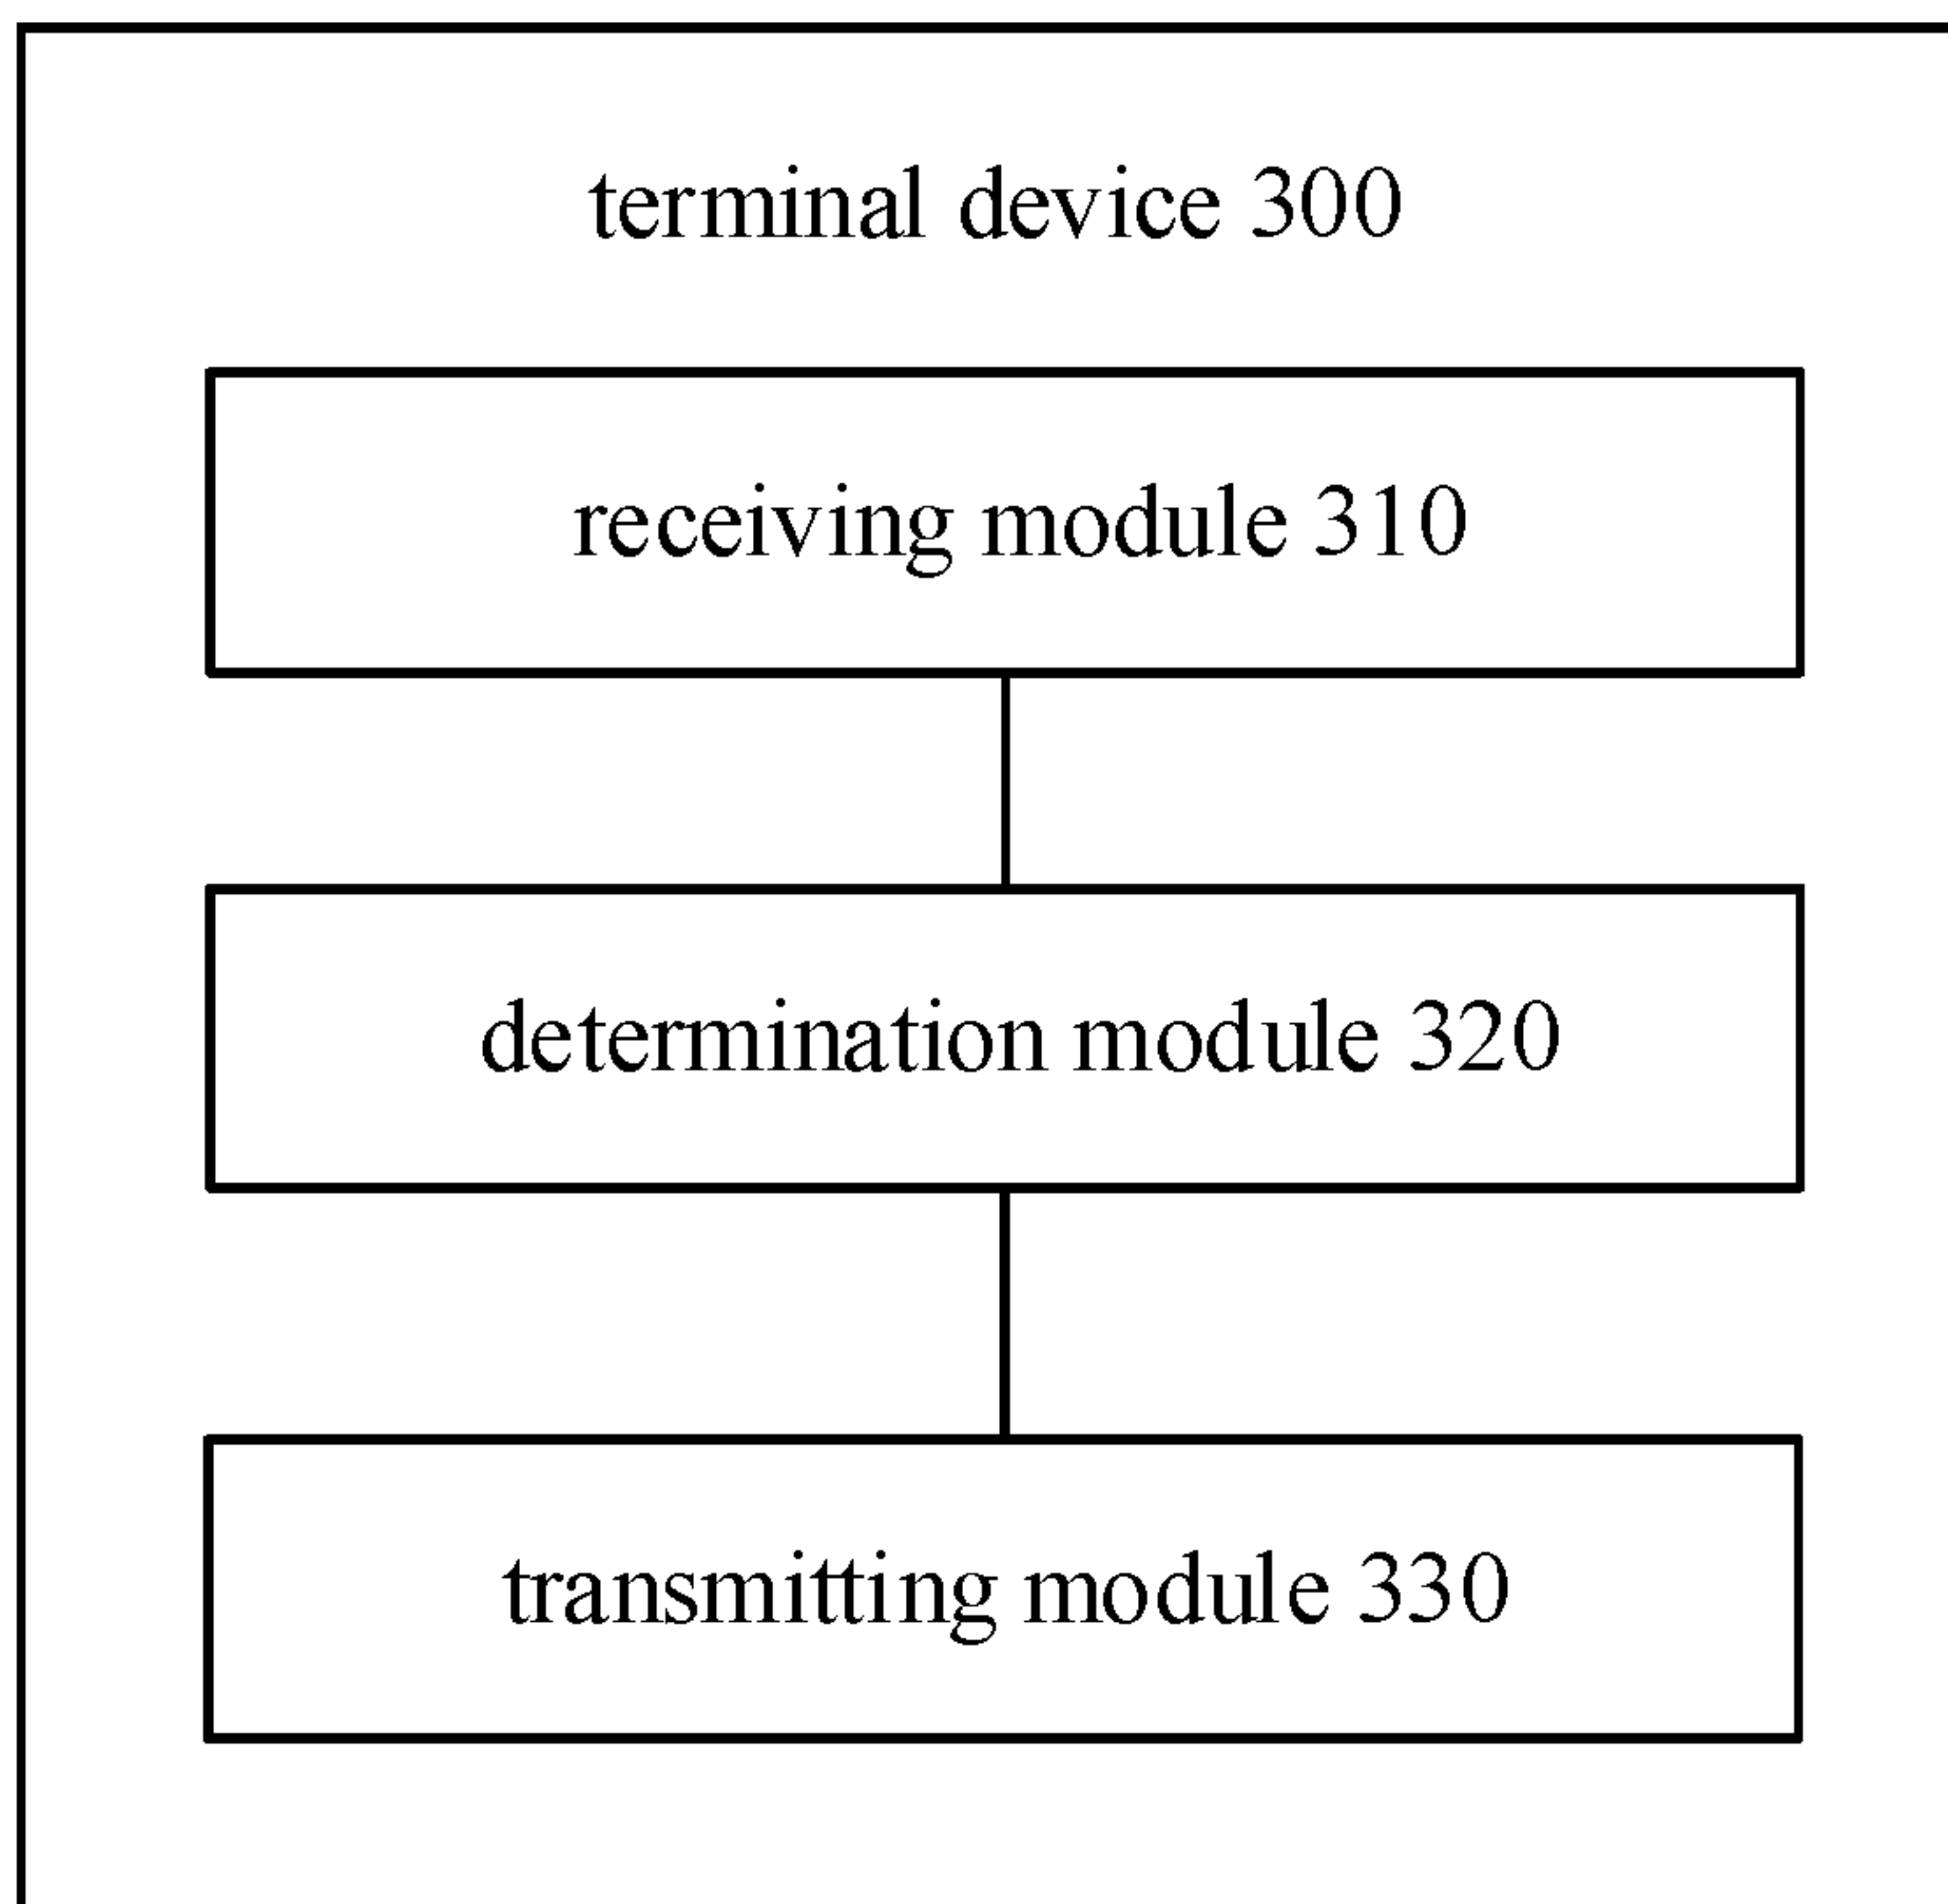 terminal device 300
receiving module 310
determination module 320
transmitting module 330